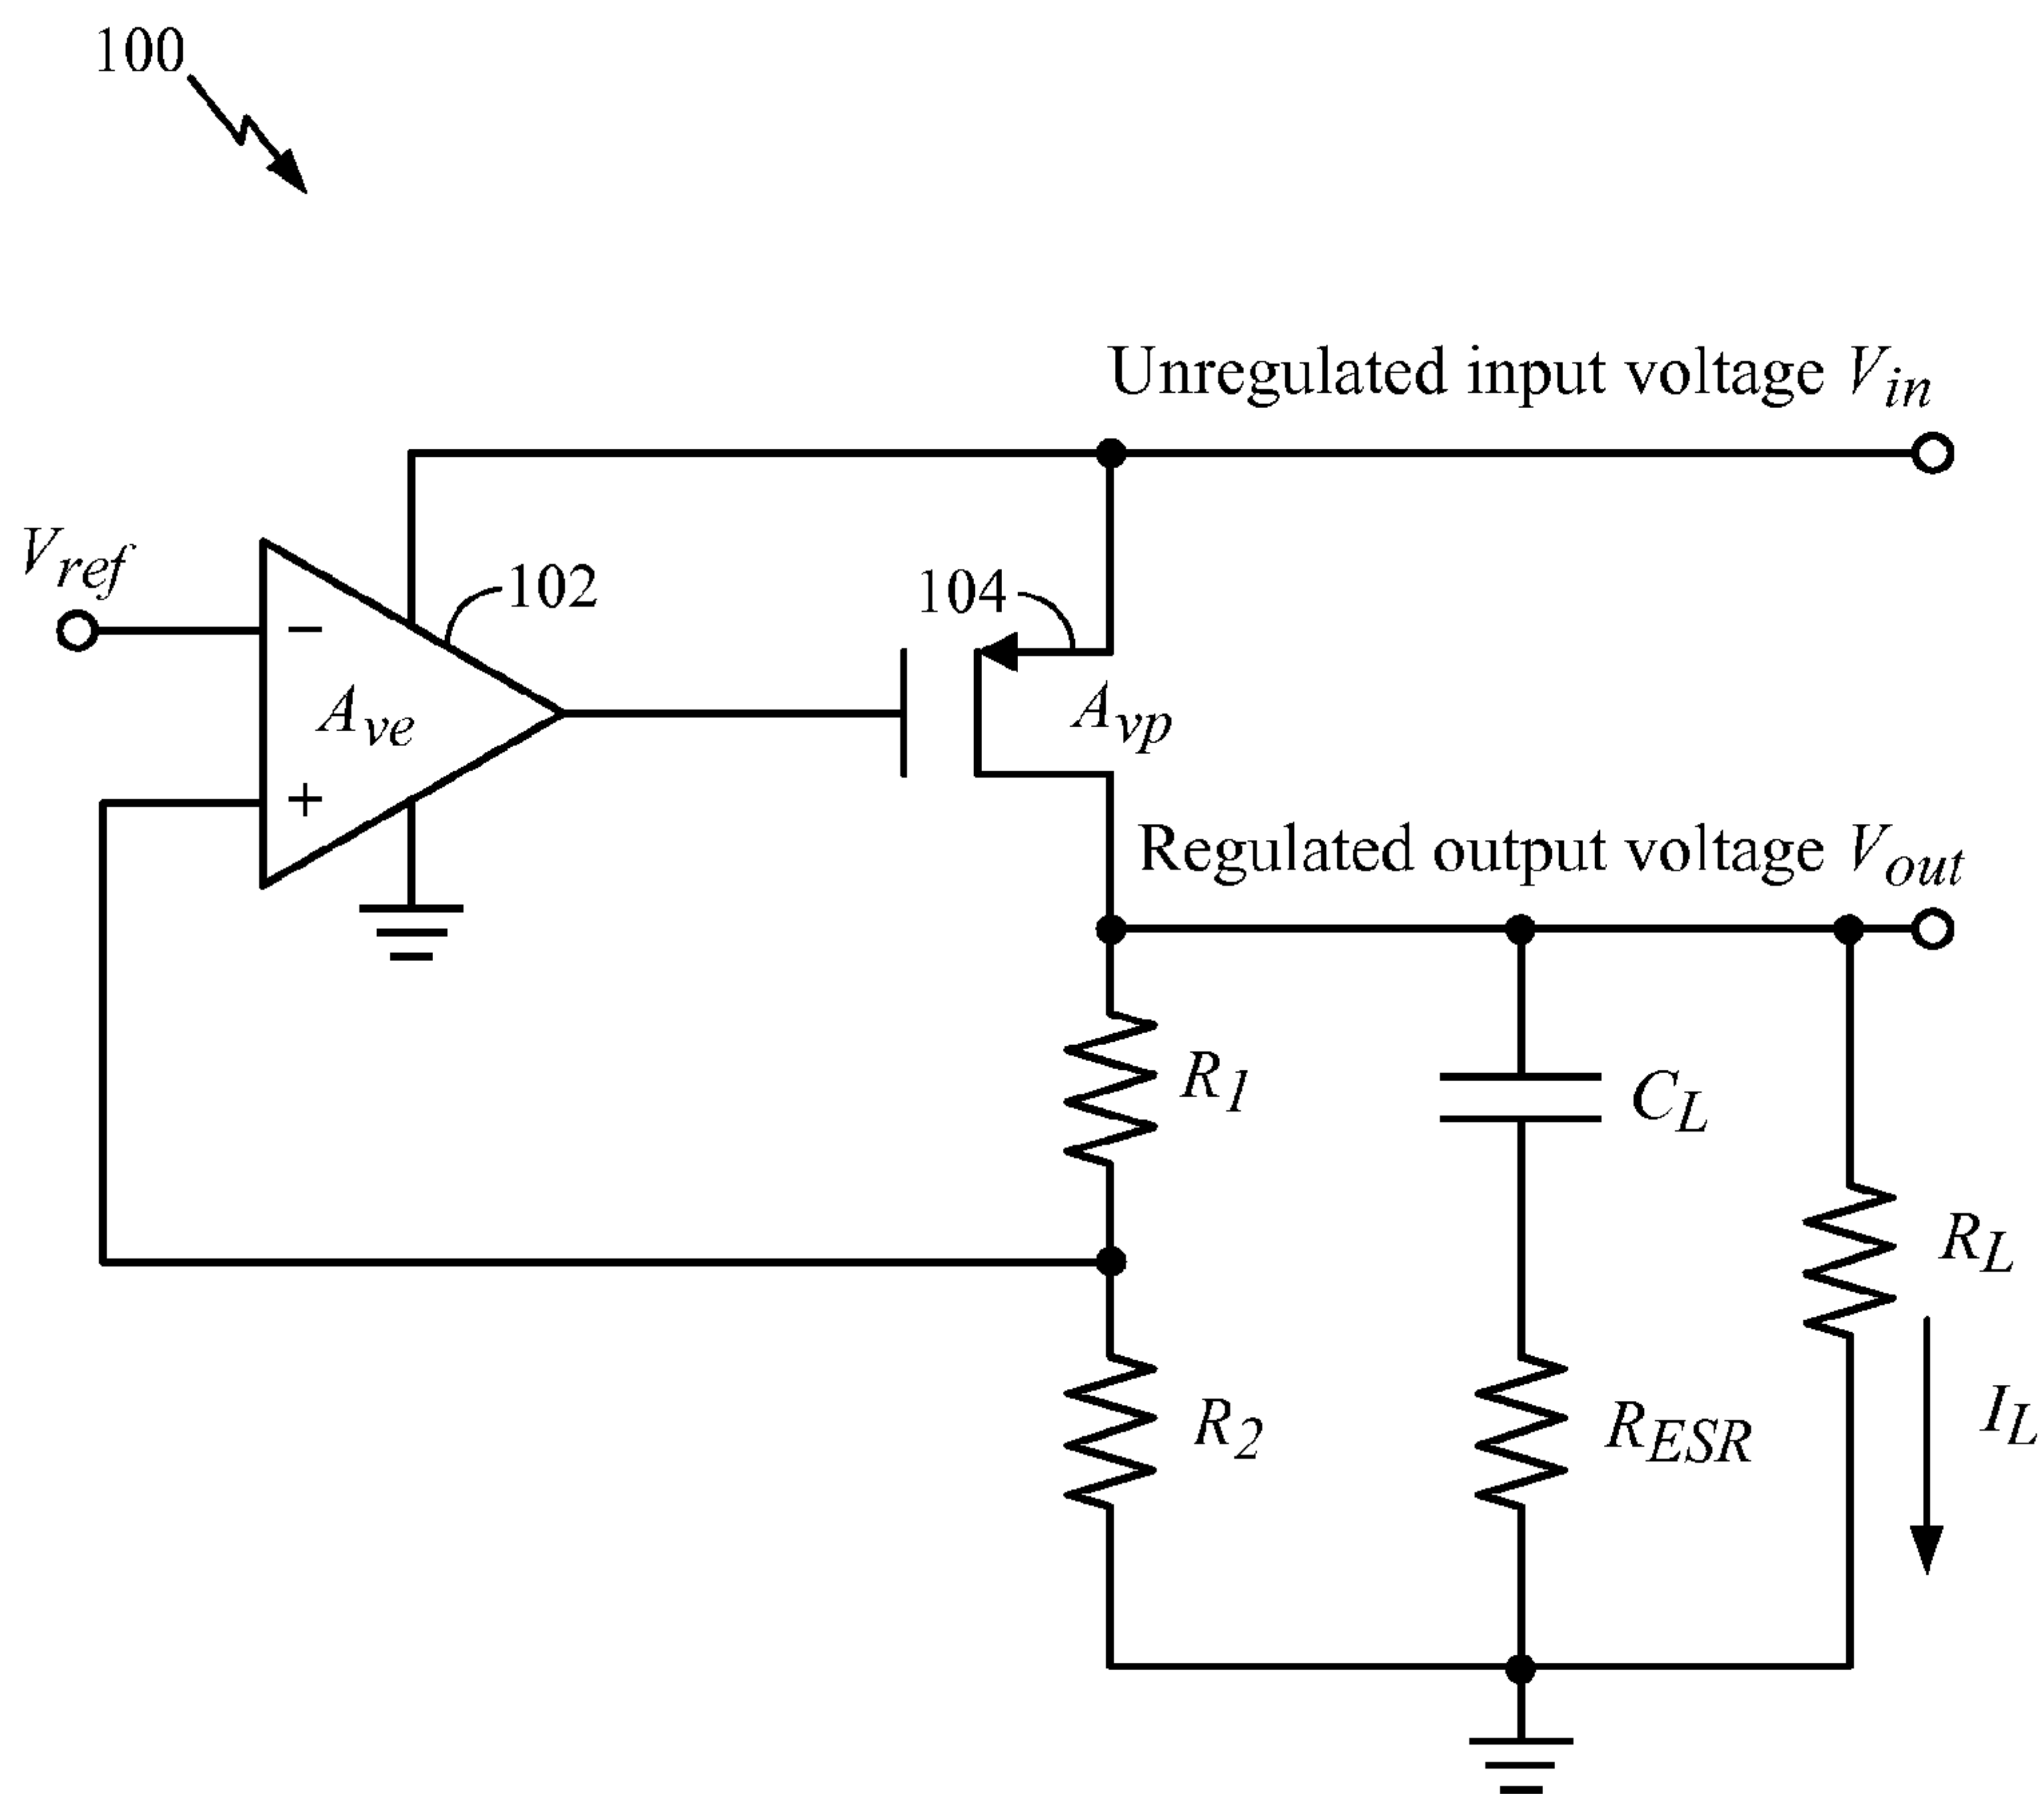 100
Unregulated input voltage Vin
Vref
102
104
−
Ave
Avp
+
Regulated output voltage Vout
R1
CL
RL
R2
RESR
IL